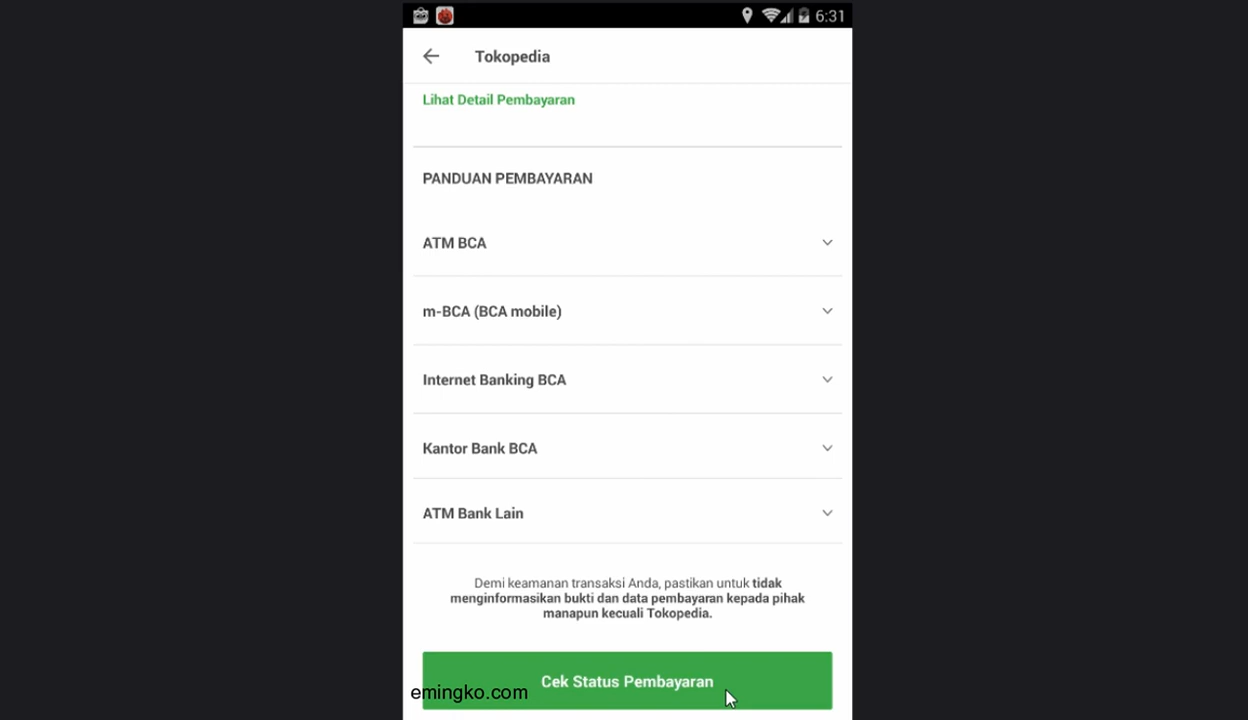 6:31
Tokopedia
Lihat Detail Pembayaran
PANDUAN PEMBAYARAN
ATM BCA
m-BCA (BCA mobile)
Internet Banking BCA
Kantor Bank BCA
ATM Bank Lain
Demi keamanan transaksi Anda, pastikan untuk tidak
menginformasikan bukti dan data pembayaran kepada pihak
manapun kecuali Tokopedia.
Cek Status Pembayaran
emingko.com